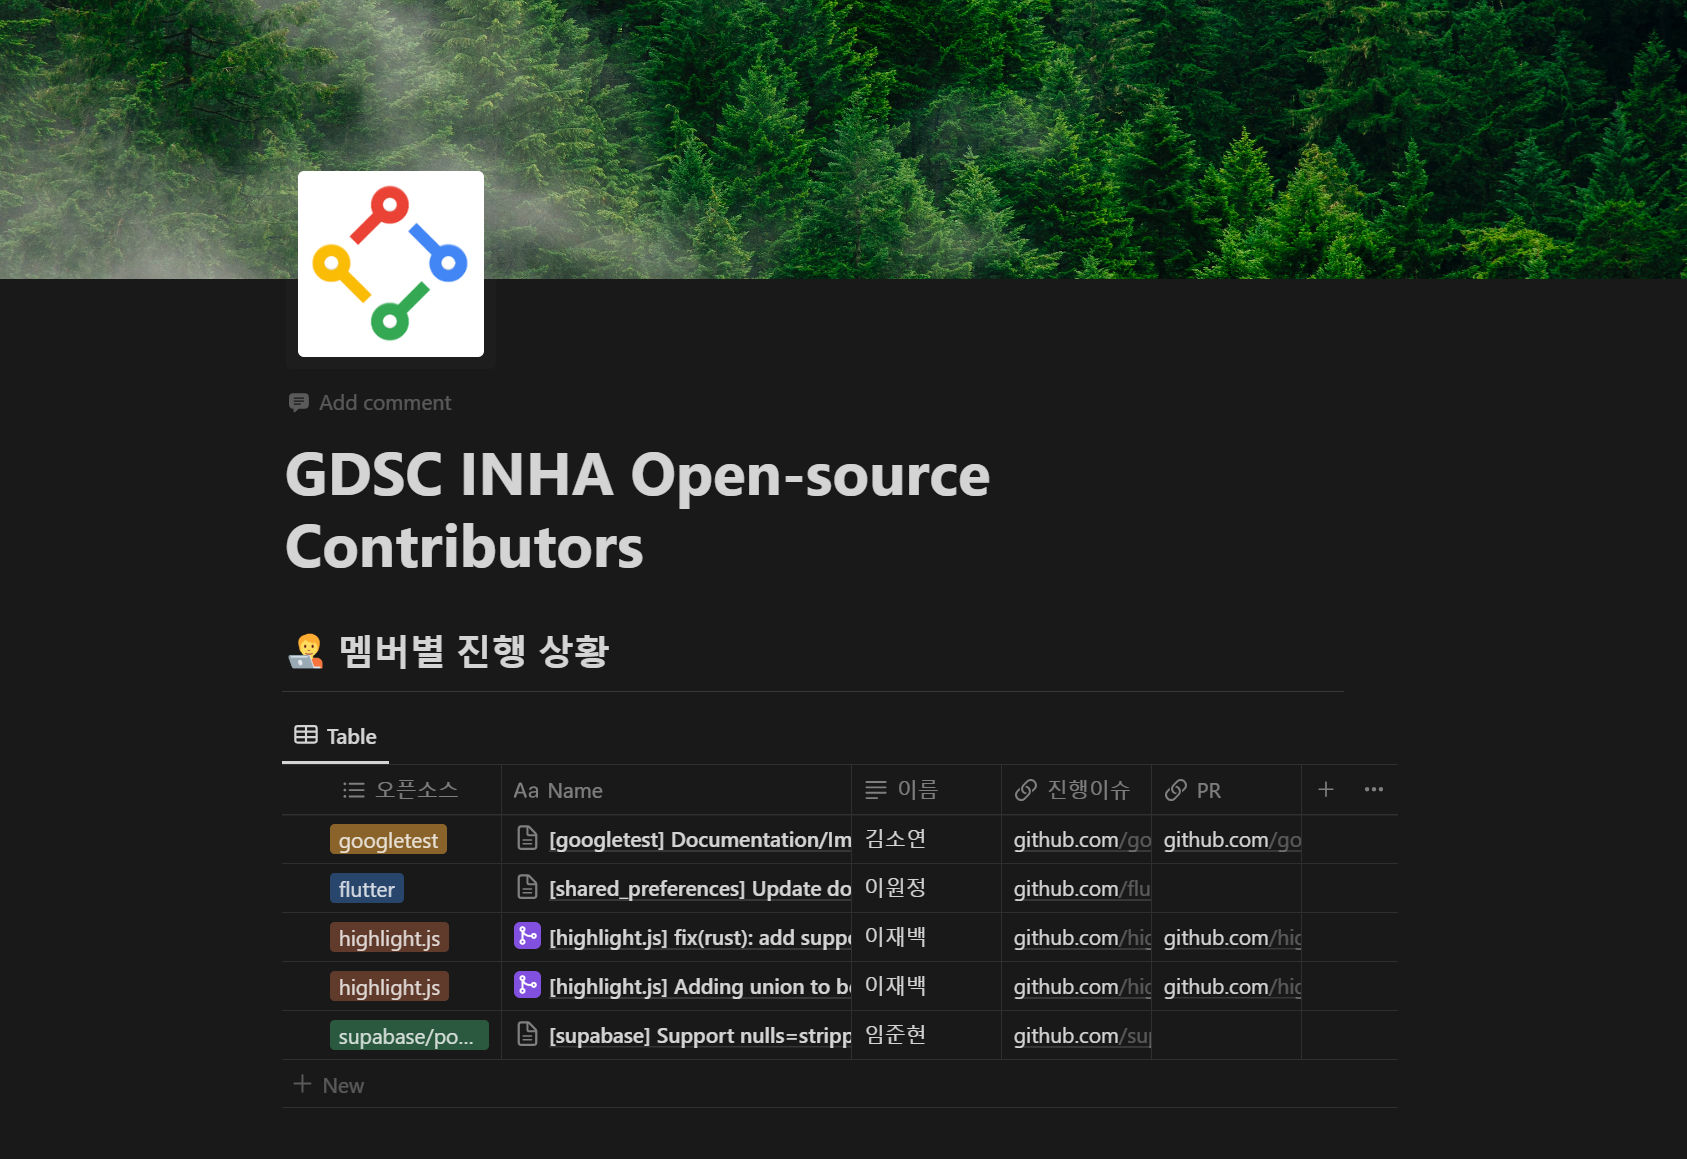 Add comment
GDSC INHA Open-source
Contributors
멤버별 진행 상황
Table
오픈소스 Aa Name 이름 진행이슈 PR
googletest [googletest] Documentation/Im 김소연 github.com/go github.com/go
flutter [shared_preferences] Update do 이원정 github.com/flu
highlight.js [highlight.js] fix(rust): add suppo 이재백 github.com/hig github.com/hig
highlight.js [highlight.js] Adding union to be 이재백 github.com/hig github.com/hig
supabase/po... [supabase] Support nulls=stripp 임준현 github.com/sup
New